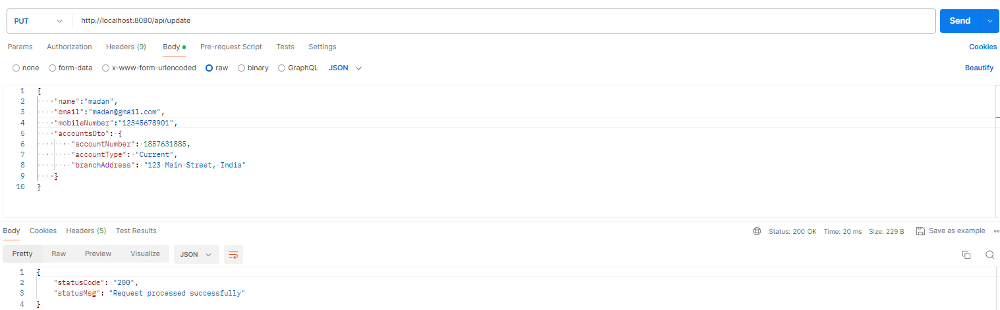 PUT http://localhost:8080/api/update Send
Params Authorization Headers (9) Body Pre-request Script Tests Settings Cookies
none form-data x-www-form-urlencoded raw binary GraphQL JSON Beautify
1 {
2 "name":"madan",
3 "email":"madan@gmail.com",
4 "mobileNumber":"12345678901",
5 "accountsDto": {
6 "accountNumber": 1857631885,
7 "accountType": "Current",
8 "branchAddress": "123 Main Street, India"
9 }
10 }
Body Cookies Headers (5) Test Results Status: 200 OK Time: 20 ms Size: 229 B Save as example
Pretty Raw Preview Visualize JSON
1 {
2 "statusCode": "200",
3 "statusMsg": "Request processed successfully"
4 }